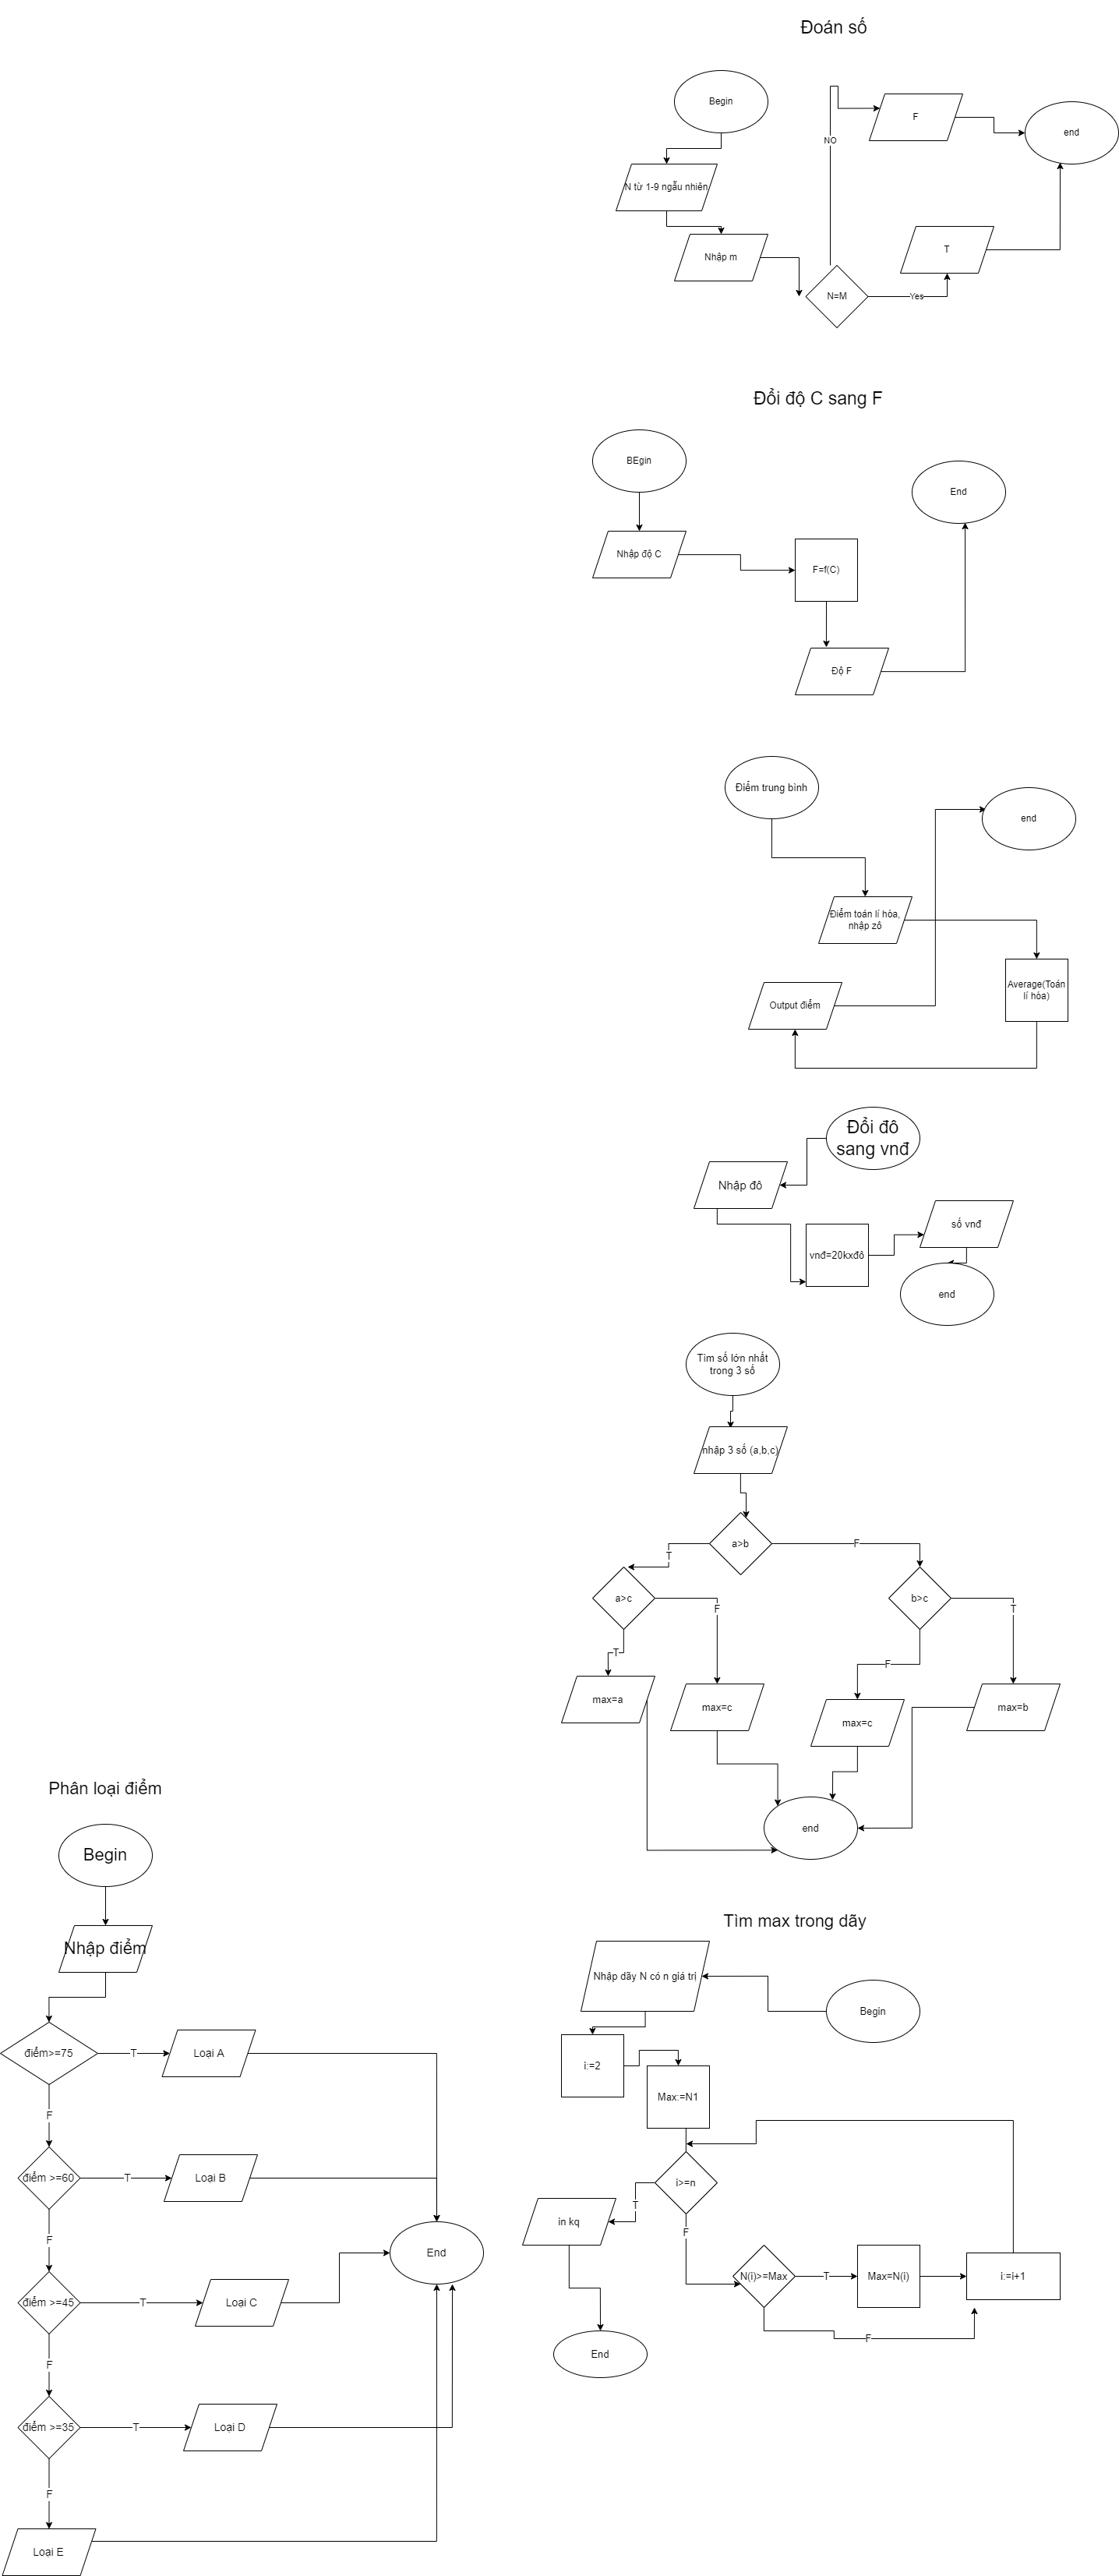 Đoán số
Begin
F
end
NO
N từ 1-9 ngẫu nhiên
Nhập m
T
N=M
Yes
Đổi độ C sang F
BEgin
End
Nhập độ C
F=f(C)
Độ F
Điểm trung bình
end
Điểm toán lí hóa,
nhập zô
Average(Toán
lí hóa)
Output điểm
Đổi đô
sang vnđ
Nhập đô
số vnđ
vnđ=20kxđô
end
Tìm số lớn nhất
trong 3 số
nhập 3 số (a,b,c)
a>b
T
F
a>c
b>c
F
T
T
F
max=a
max=c
max=c
max=b
end
Phân loại điểm
Begin
Nhập điểm
điểm>=75
T
Loại A
F
điểm >=60
T
Loại B
F
End
điểm >=45
T
Loại C
F
điểm >=35
T
Loại D
F
Loại E
Tìm max trong dãy
Nhập dãy N có n giá trị
Begin
i:=2
Max:=N1
i>=n
T
in kq
F
N(i)>=Max
T
Max=N(i)
i:=i+1
F
End